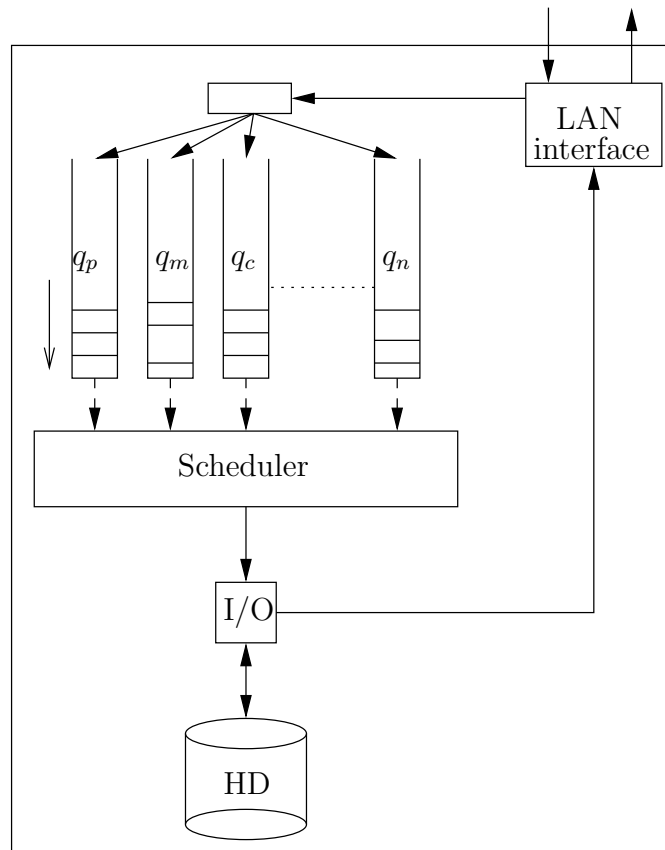 LAN
interface
q_p q_m q_c q_n
Scheduler
I/O
HD